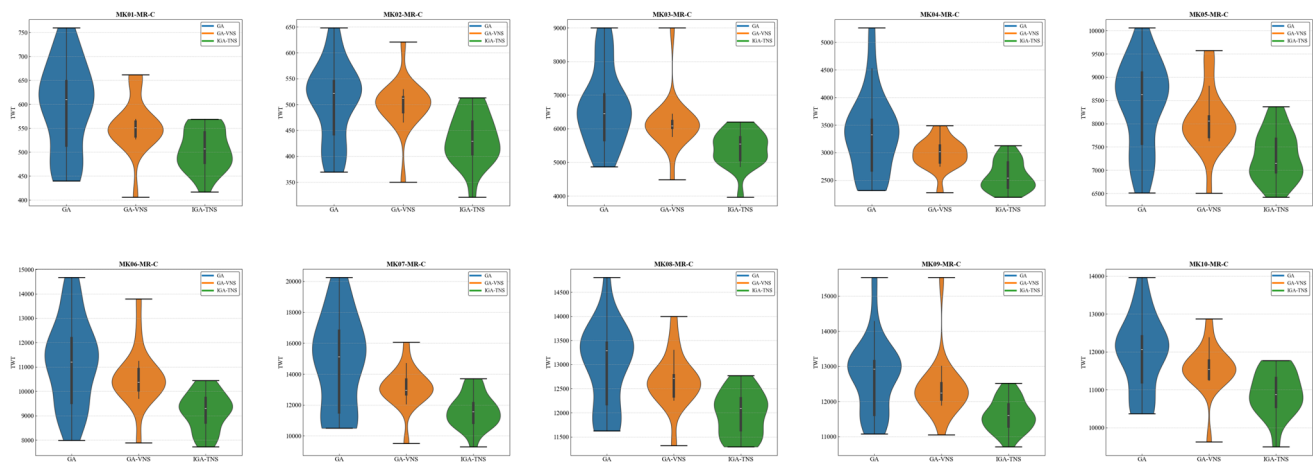 MK01-MR-C
TWT
750
700
650
600
550
500
450
400
GA
GA-VNS
IGA-TNS
GA
GA-VNS
IGA-TNS
MK02-MR-C
TWT
650
600
550
500
450
400
350
GA
GA-VNS
IGA-TNS
GA
GA-VNS
IGA-TNS
MK03-MR-C
TWT
9000
8000
7000
6000
5000
4000
GA
GA-VNS
IGA-TNS
GA
GA-VNS
IGA-TNS
MK04-MR-C
TWT
5000
4500
4000
3500
3000
2500
GA
GA-VNS
IGA-TNS
GA
GA-VNS
IGA-TNS
MK05-MR-C
TWT
10000
9500
9000
8500
8000
7500
7000
6500
GA
GA-VNS
IGA-TNS
GA
GA-VNS
IGA-TNS
MK06-MR-C
TWT
15000
14000
13000
12000
11000
10000
9000
8000
GA
GA-VNS
IGA-TNS
GA
GA-VNS
IGA-TNS
MK07-MR-C
TWT
20000
18000
16000
14000
12000
10000
GA
GA-VNS
IGA-TNS
GA
GA-VNS
IGA-TNS
MK08-MR-C
TWT
14500
14000
13500
13000
12500
12000
11500
GA
GA-VNS
IGA-TNS
GA
GA-VNS
IGA-TNS
MK09-MR-C
TWT
15000
14000
13000
12000
11000
GA
GA-VNS
IGA-TNS
GA
GA-VNS
IGA-TNS
MK10-MR-C
TWT
14000
13000
12000
11000
10000
GA
GA-VNS
IGA-TNS
GA
GA-VNS
IGA-TNS